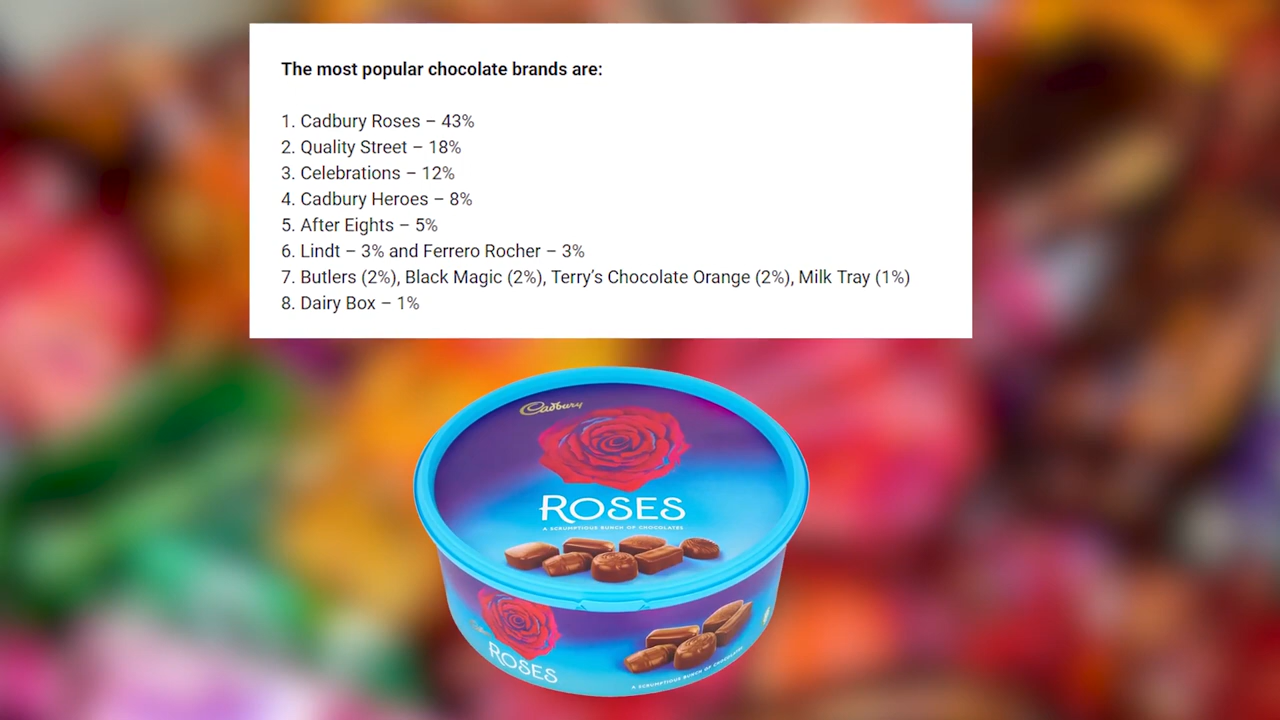 The most popular chocolate brands are:
1. Cadbury Roses – 43%
2. Quality Street – 18%
3. Celebrations – 12%
4. Cadbury Heroes – 8%
5. After Eights – 5%
6. Lindt – 3% and Ferrero Rocher – 3%
7. Butlers (2%), Black Magic (2%), Terry’s Chocolate Orange (2%), Milk Tray (1%)
8. Dairy Box – 1%
Cadbury
ROSES
A SCRUMPTIOUS BUNCH OF CHOCOLATES
Cadbury
ROSES
A SCRUMPTIOUS BUNCH OF CHOCOLATES